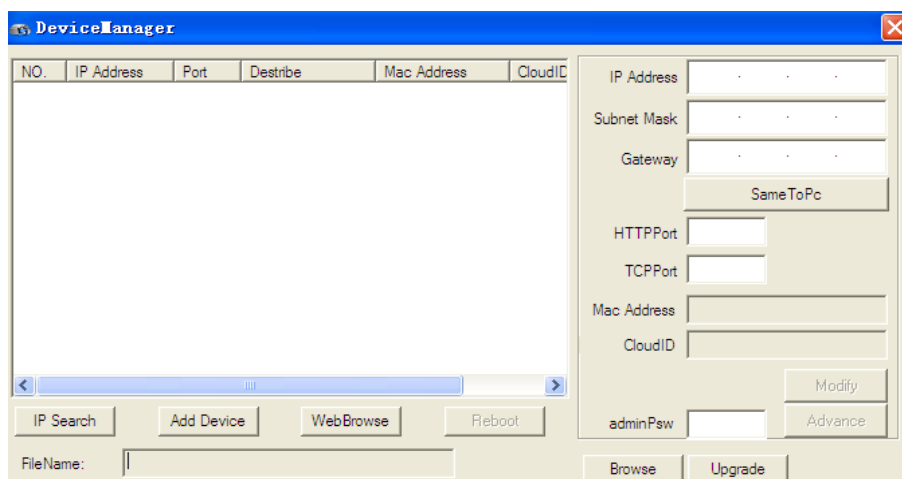 DeviceManager
NO. IP Address Port Destribe Mac Address CloudID
IP Address
Subnet Mask
Gateway
SameToPc
HTTPPort
TCPPort
Mac Address
CloudID
Modify
IP Search Add Device WebBrowse Reboot adminPsw Advance
FileName: Browse Upgrade